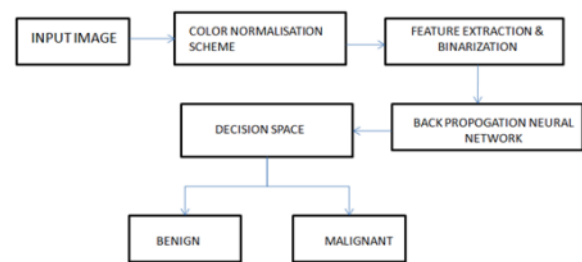 INPUT IMAGE
COLOR NORMALISATION
SCHEME
FEATURE EXTRACTION &
BINARIZATION
BACK PROPOGATION NEURAL
NETWORK
DECISION SPACE
BENIGN
MALIGNANT